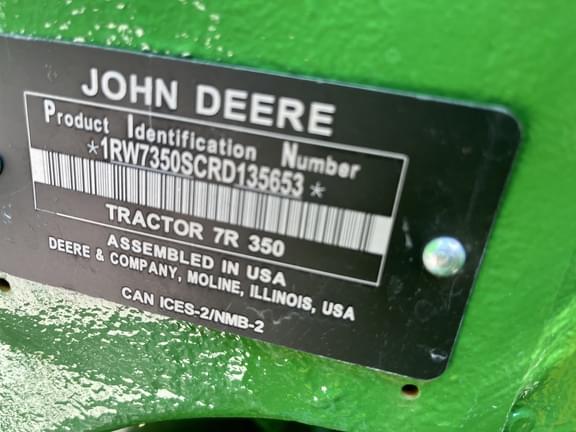 JOHN DEERE
Product Identification Number
*1RW7350SCRD135653*
TRACTOR 7R 350
ASSEMBLED IN USA
DEERE & COMPANY, MOLINE, ILLINOIS, USA
CAN ICES-2/NMB-2